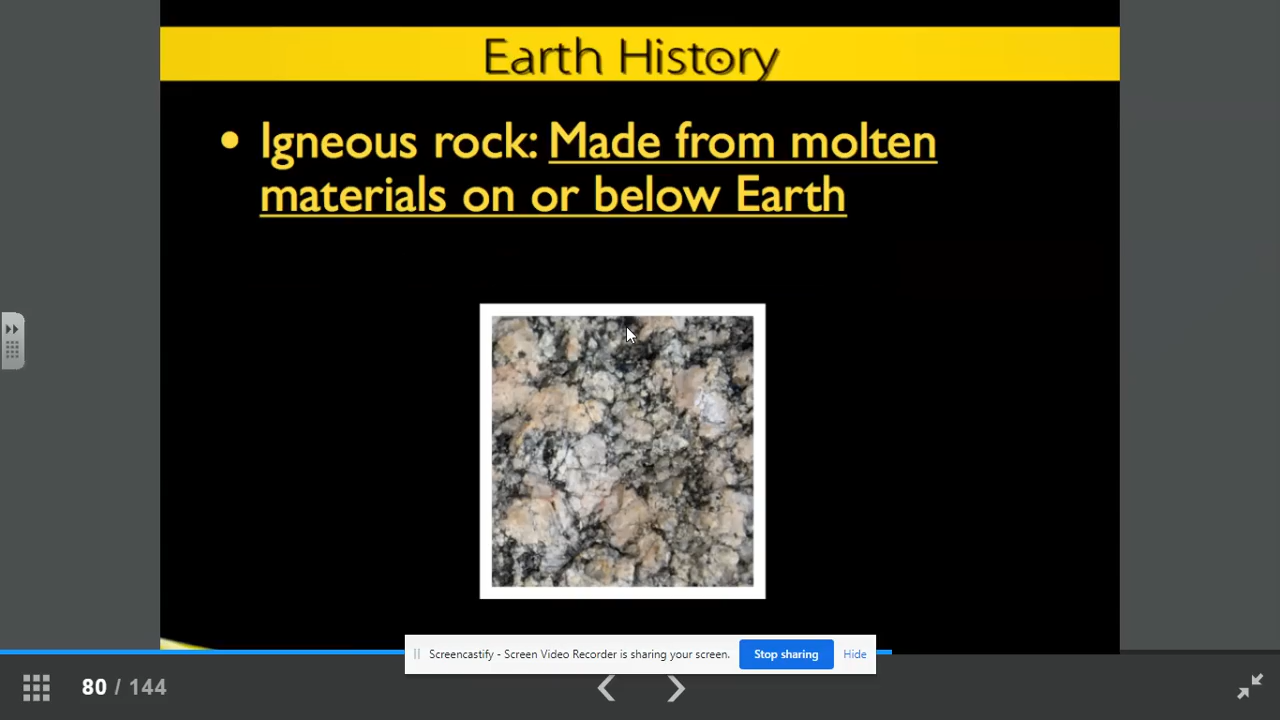 Earth History
• Igneous rock: Made from molten
materials on or below Earth
Screencastify - Screen Video Recorder is sharing your screen.
Stop sharing
Hide
80 / 144